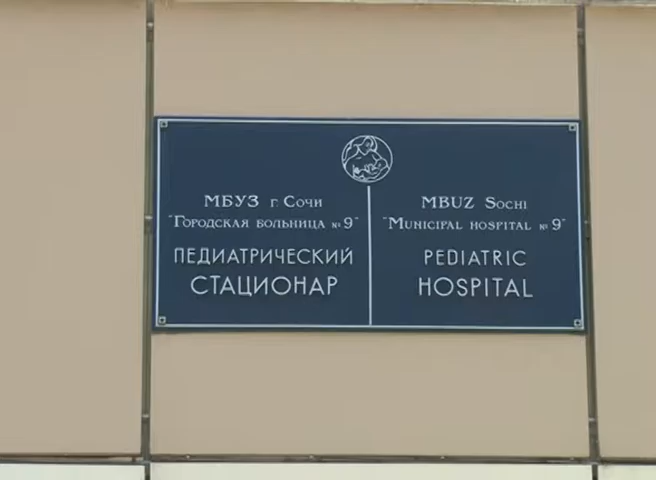 МБУЗ г. Сочи
"Городская больница № 9"
ПЕДИАТРИЧЕСКИЙ
СТАЦИОНАР
MBUZ Sochi
"Municipal hospital № 9"
PEDIATRIC
HOSPITAL